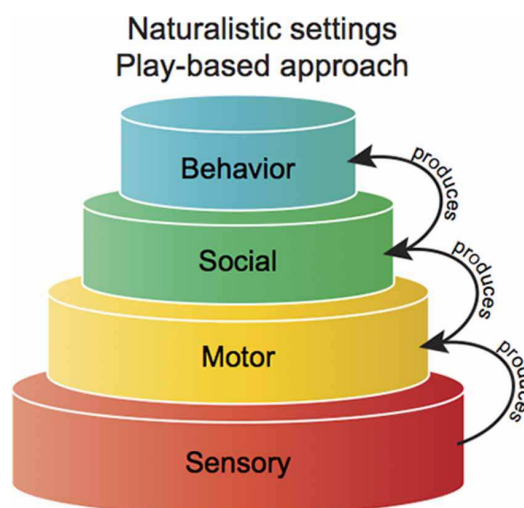 Naturalistic settings
Play-based approach
Behavior
produces
Social
produces
Motor
produces
Sensory